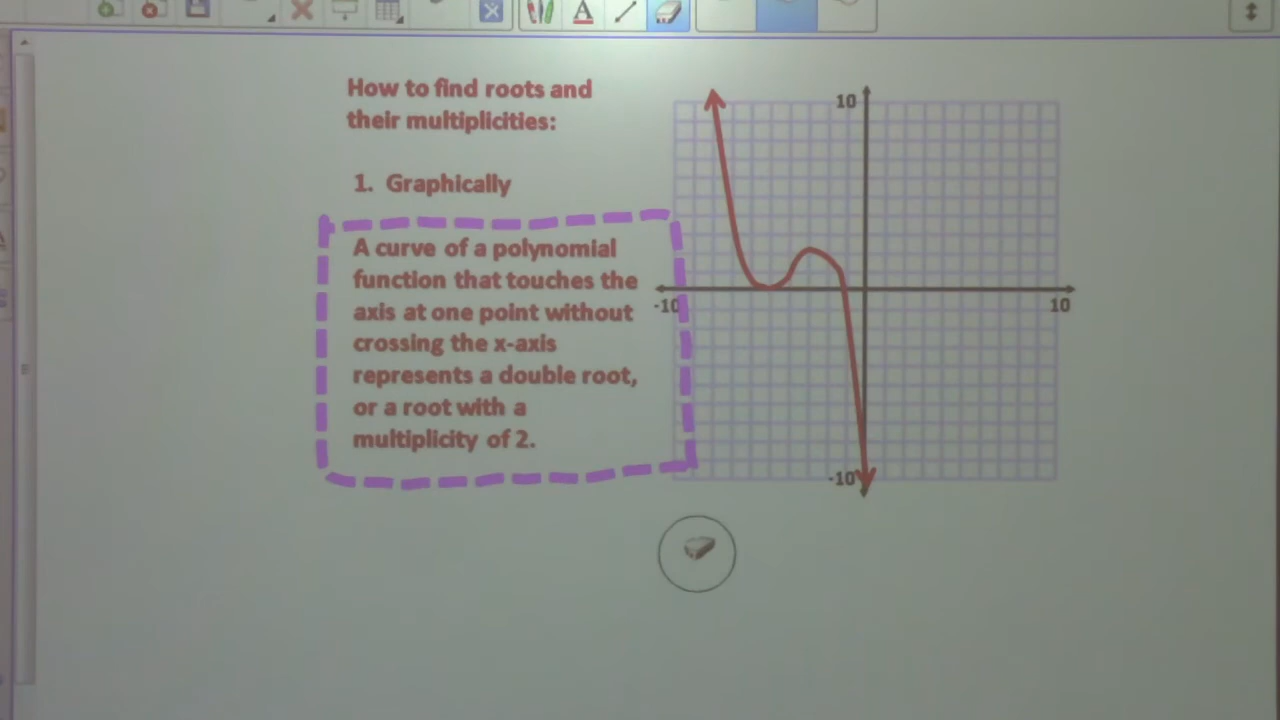 How to find roots and
their multiplicities:
1. Graphically
A curve of a polynomial
function that touches the
axis at one point without
crossing the x-axis
represents a double root,
or a root with a
multiplicity of 2.
10
-10
10
-10
A